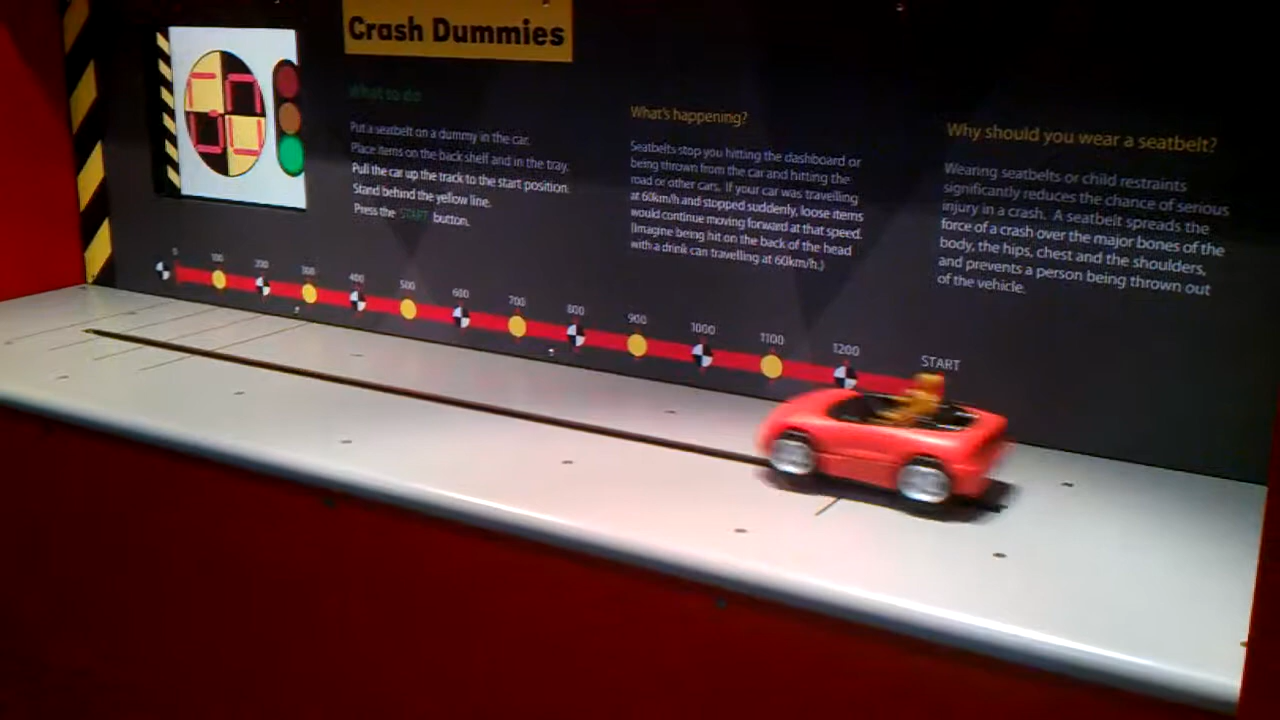 Crash Dummies
What to do
Put a seatbelt on a dummy in the car.
Place items on the back shelf and in the tray.
Pull the car up the track to the start position.
Stand behind the yellow line.
Press the START button.
What's happening?
Seatbelts stop you hitting the dashboard or
being thrown from the car and hitting the
road or other cars. If your car was travelling
at 60km/h and stopped suddenly, loose items
would continue moving forward at that speed.
(Imagine being hit on the back of the head
with a drink can travelling at 60km/h.)
Why should you wear a seatbelt?
Wearing seatbelts or child restraints
significantly reduces the chance of serious
injury in a crash. A seatbelt spreads the
force of a crash over the major bones of the
body, the hips, chest and the shoulders,
and prevents a person being thrown out
of the vehicle.
0 100 200 300 400 500 600 700 800 900 1000 1100 1200 START